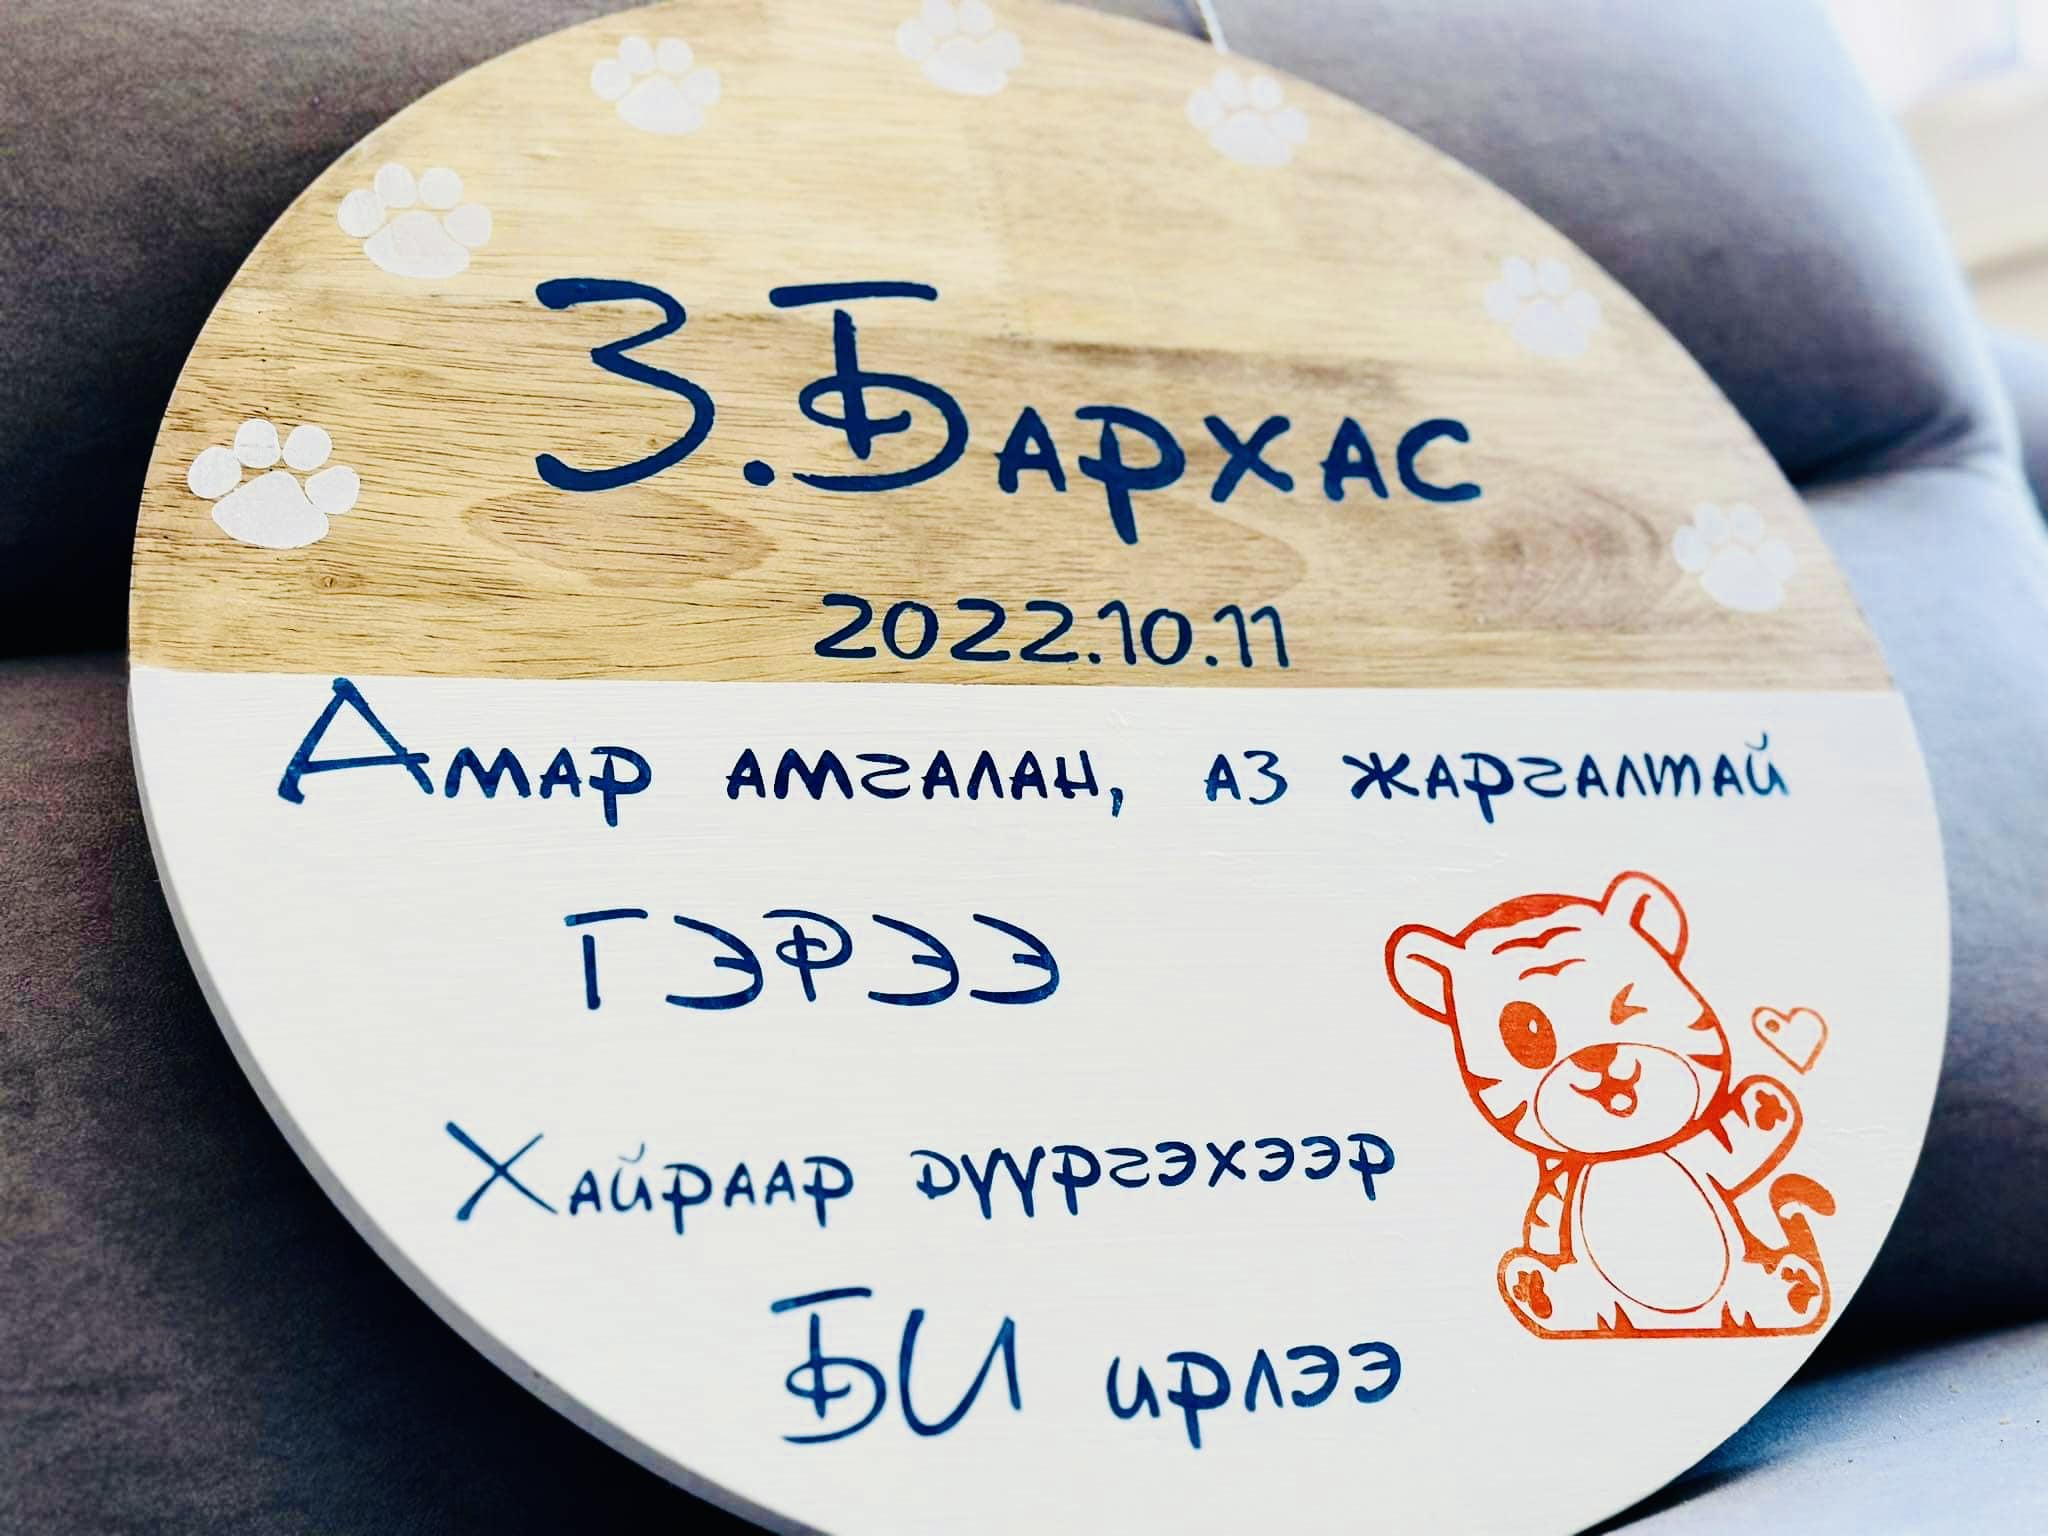 З.Бархас
2022.10.11
Амар амгалан, аз жаргалтай
ГЭРЭЭ
Хайраар дүүргэхээр
БИ ирлээ